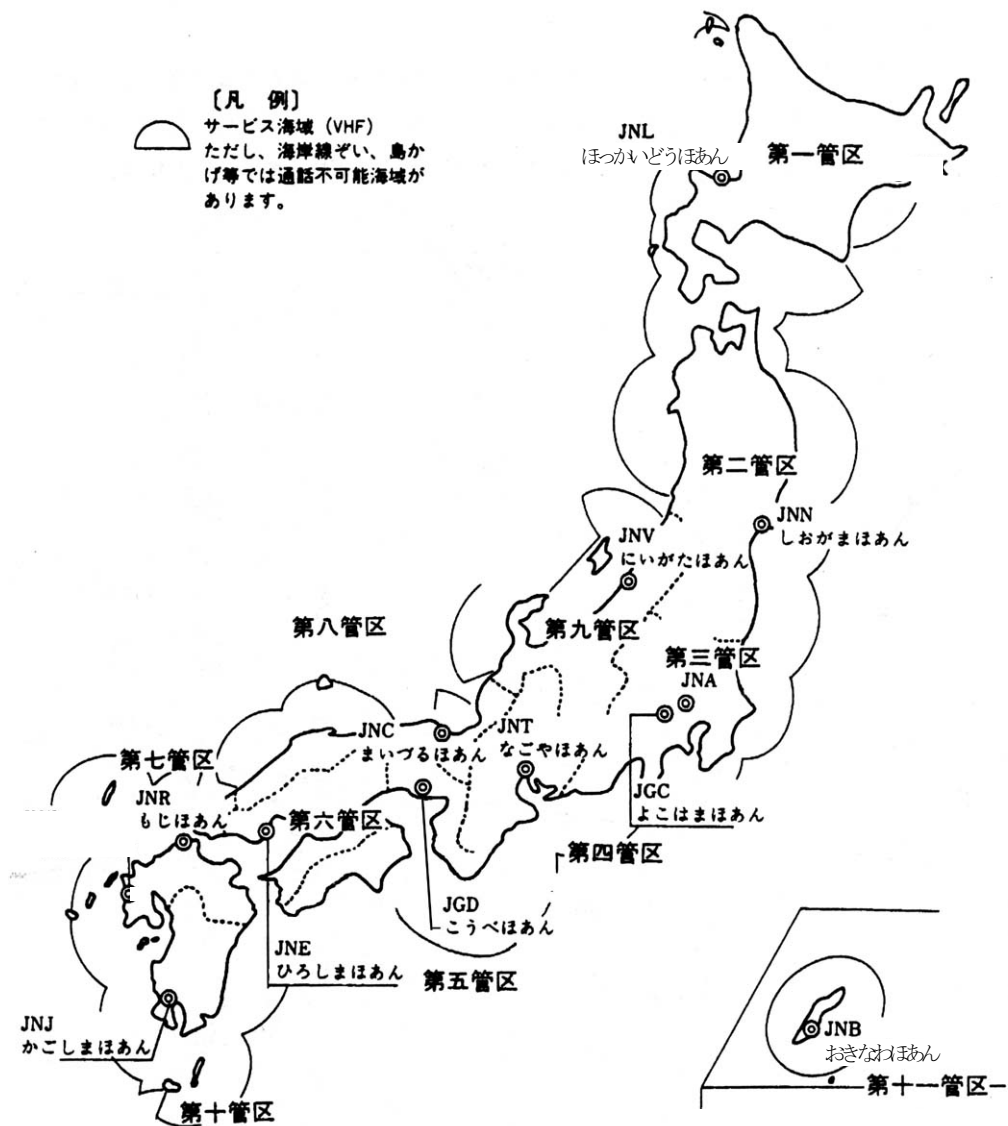 〔凡 例〕
サービス海域（VHF）
ただし、海岸線ぞい、島か
げ等では通話不可能海域が
あります。
JNL
ほっかいどうほあん
第一管区
第二管区
JNN
しおがまほあん
JNV
にいがたほあん
第九管区
第八管区
第三管区
JNA
JNC
まいづるほあん
JNT
なごやほあん
第七管区
JNR
もじほあん
第六管区
JGC
よこはまほあん
第四管区
JGD
こうべほあん
JNE
ひろしまほあん
第五管区
JNJ
かごしまほあん
第十管区
JNB
おきなわほあん
第十一管区